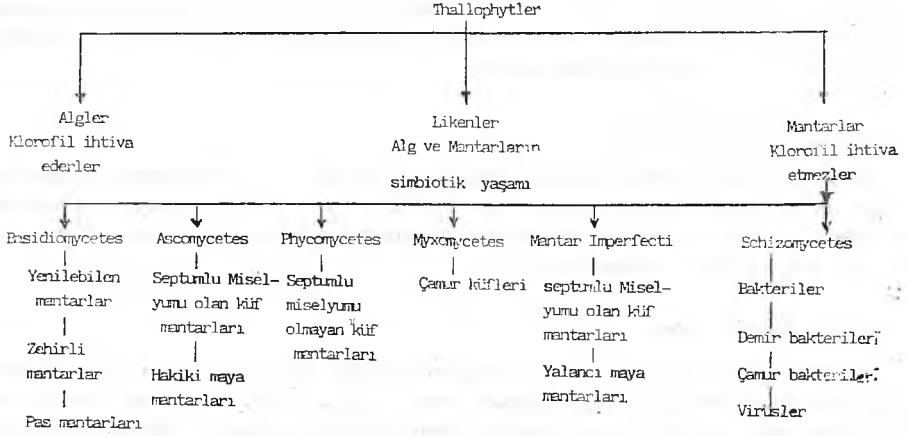 Thallophytler
Algler
Klorofil ihtiva
ederler
Likenler
Alg ve Mantarların
simbiotik yaşamı
Mantarlar
Klorofil ihtiva
etmezler
Basidiomycetes
Ascomycetes
Phycomycetes
Myxomycetes
Mantar Imperfecti
Schizomycetes
Yenilebilen
mantarlar
Zehirli
mantarlar
Pas mantarları
Septumlu Misel-
yumu olan küf
mantarları
Hakiki maya
mantarları
Septumlu
miselyumu
olmayan küf
mantarları
Çamur küfleri
septumlu Misel-
yumu olan küf
mantarları
Yalancı maya
mantarları
Bakteriler
Demir bakterileri
Çamur bakterileri
Virüsler